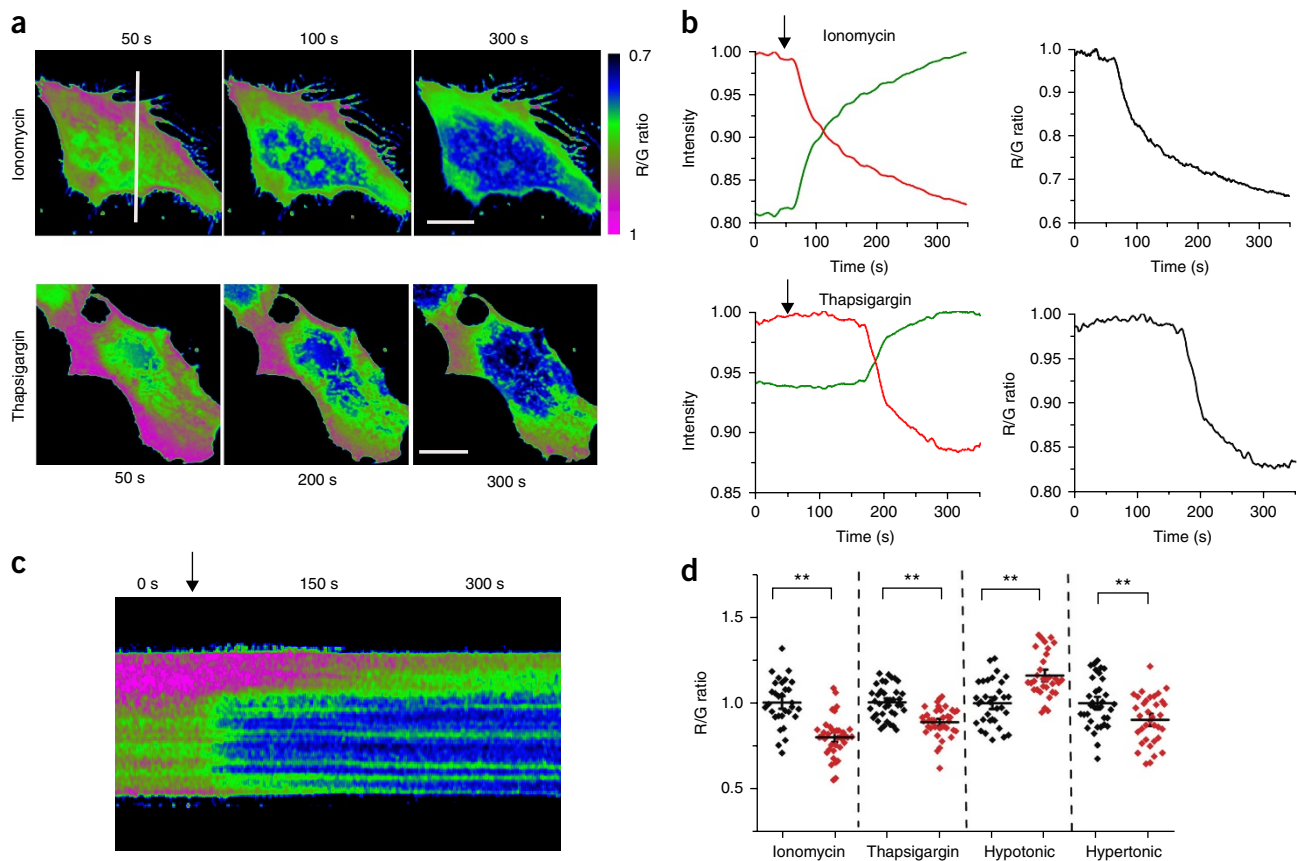 a
50 s 100 s 300 s
Ionomycin
0.7
R/G ratio
1
Thapsigargin
50 s 200 s 300 s
b
Ionomycin
1.00
0.95
0.90
0.85
0.80
Intensity
0 100 200 300
Time (s)
1.0
0.9
0.8
0.7
0.6
R/G ratio
0 100 200 300
Time (s)
Thapsigargin
1.00
0.95
0.90
0.85
Intensity
0 100 200 300
Time (s)
1.00
0.95
0.90
0.85
0.80
R/G ratio
0 100 200 300
Time (s)
c
0 s 150 s 300 s
d
** ** ** **
1.5
1.0
0.5
R/G ratio
Ionomycin Thapsigargin Hypotonic Hypertonic